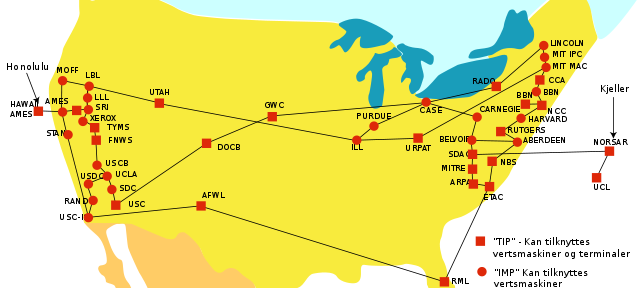 LINCOLN
MIT IPC
MIT MAC
Honolulu
MOFF
LBL
RADO
CCA
Kjeller
UTAH
BBN
BBN
LLL
HAWAII
AMES
AMES
SRI
GWC
CASE
CARNEGIE
NCC
PURDUE
HARVARD
XEROX
TYMS
STAN
FNWS
RUTGERS
DOCB
ILL
URPAT
BELVOIR
ABERDEEN
NORSAR
SDAC
NBS
USCB
MITRE
UCLA
USDC
ARPA
UCL
SDC
ETAC
RAND
USC
AFWL
USC-I
"TIP" - Kan tilknyttes
vertsmaskiner og terminaler
"IMP" Kan tilknyttes
vertsmaskiner
RML